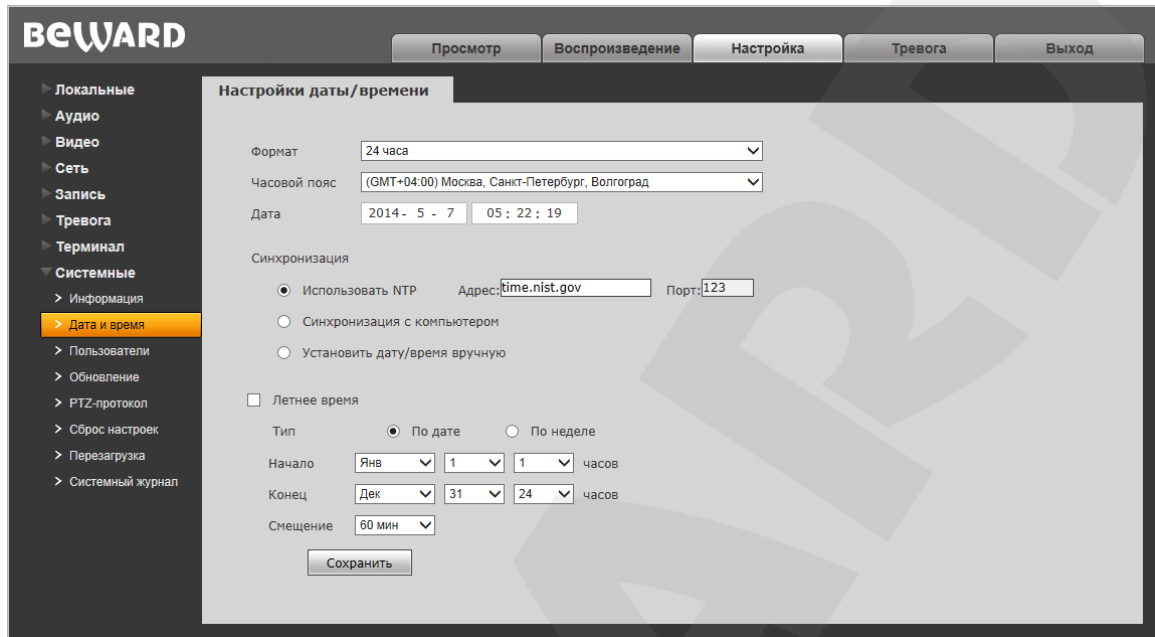 BEWARD
Просмотр Воспроизведение Настройка Тревога Выход
Локальные
Аудио
Видео
Сеть
Запись
Тревога
Терминал
Системные
Информация
Дата и время
Пользователи
Обновление
PTZ-протокол
Сброс настроек
Перезагрузка
Системный журнал
Настройки даты/времени
Формат 24 часа
Часовой пояс (GMT+04:00) Москва, Санкт-Петербург, Волгоград
Дата 2014- 5 - 7 05: 22: 19
Синхронизация
Использовать NTP Адрес:time.nist.gov Порт:123
Синхронизация с компьютером
Установить дату/время вручную
Летнее время
Тип По дате По неделе
Начало Янв 1 1 часов
Конец Дек 31 24 часов
Смещение 60 мин
Сохранить